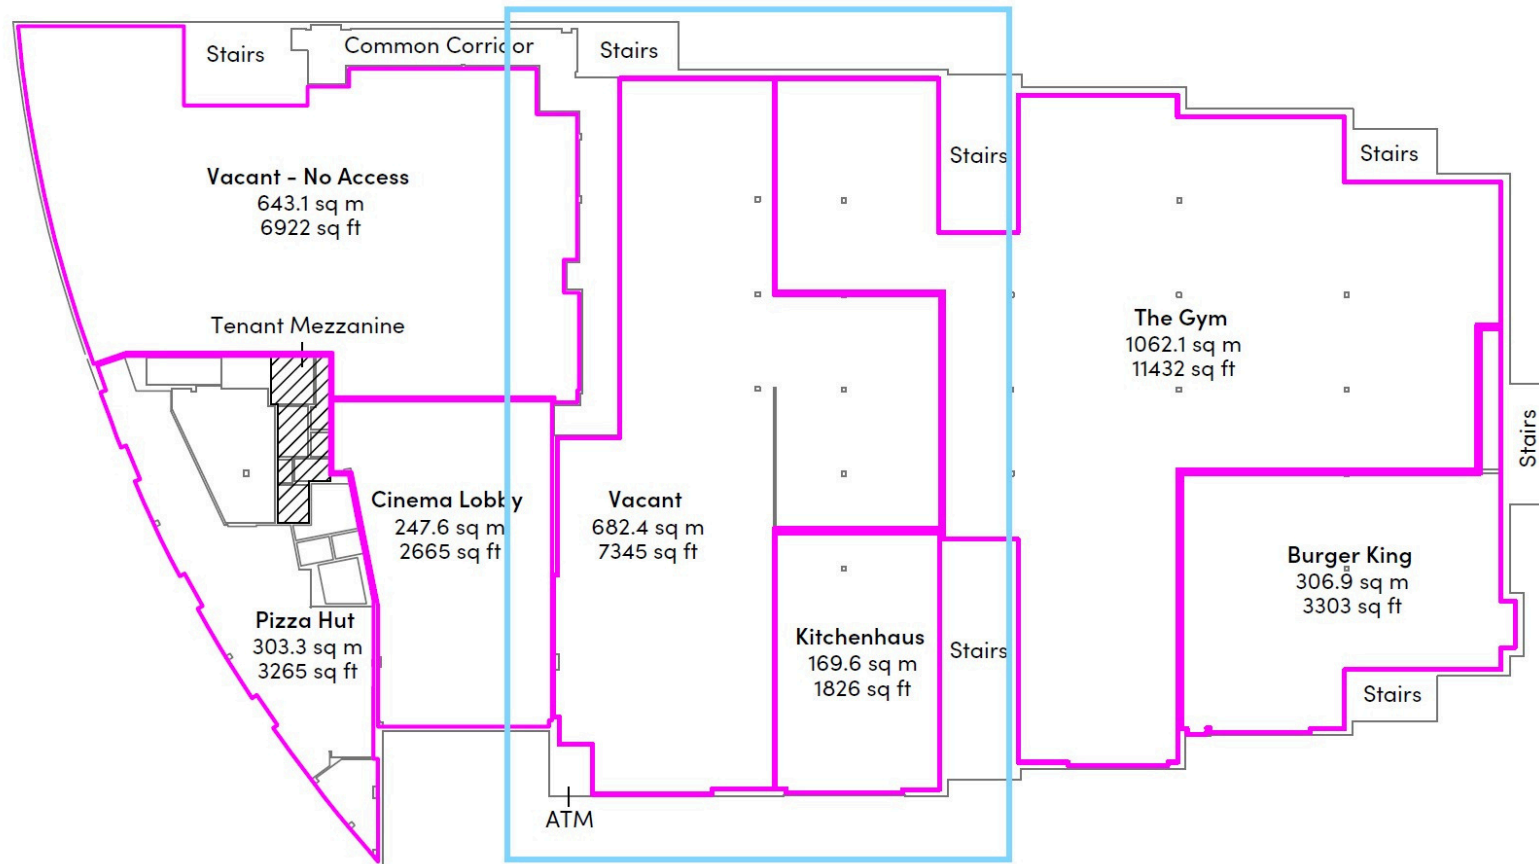 Stairs
Common Corridor
Stairs
Stairs
Stairs
Vacant - No Access
643.1 sq m
6922 sq ft
Tenant Mezzanine
The Gym
1062.1 sq m
11432 sq ft
Stairs
Cinema Lobby
247.6 sq m
2665 sq ft
Vacant
682.4 sq m
7345 sq ft
Burger King
306.9 sq m
3303 sq ft
Pizza Hut
303.3 sq m
3265 sq ft
Kitchenhaus
169.6 sq m
1826 sq ft
Stairs
Stairs
ATM